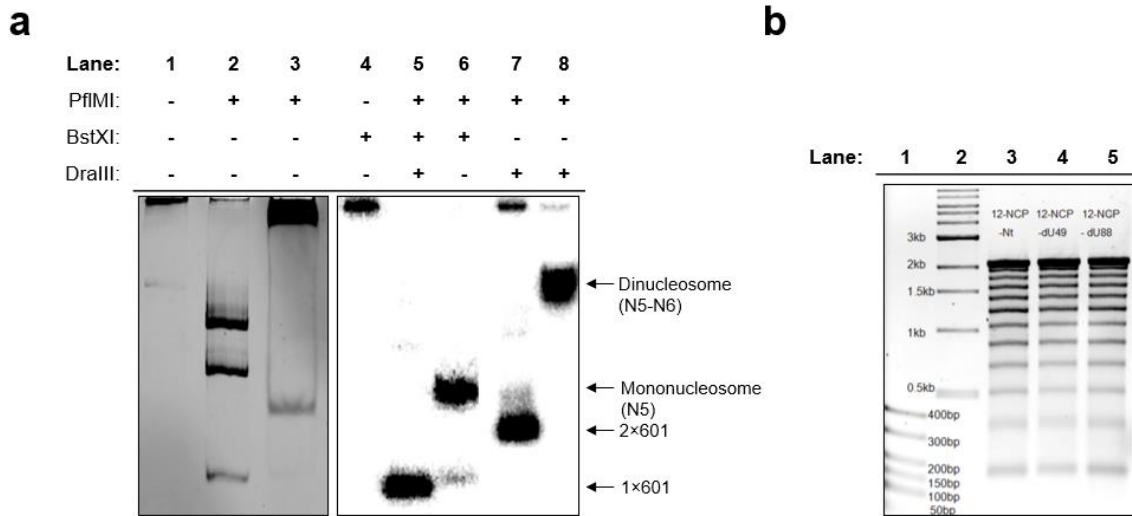 a
Lane: 1 2 3 4 5 6 7 8
PflMI: - + + - + + + +
BstXI: - - - + + + - -
DraIII: - - - - + - + +
Dinucleosome
(N5-N6)
Mononucleosome
(N5)
2×601
1×601
b
Lane: 1 2 3 4 5
12-NCP 12-NCP 12-NCP
-Nt -dU49 - dU88
3kb
2kb
1.5kb
1kb
0.5kb
400bp
300bp
200bp
150bp
100bp
50bp